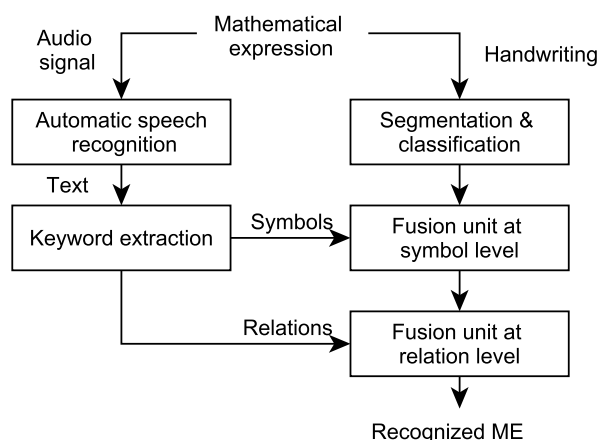 Mathematical
expression
Audio
signal
Handwriting
Automatic speech
recognition
Segmentation &
classification
Text
Keyword extraction
Symbols
Fusion unit at
symbol level
Relations
Fusion unit at
relation level
Recognized ME